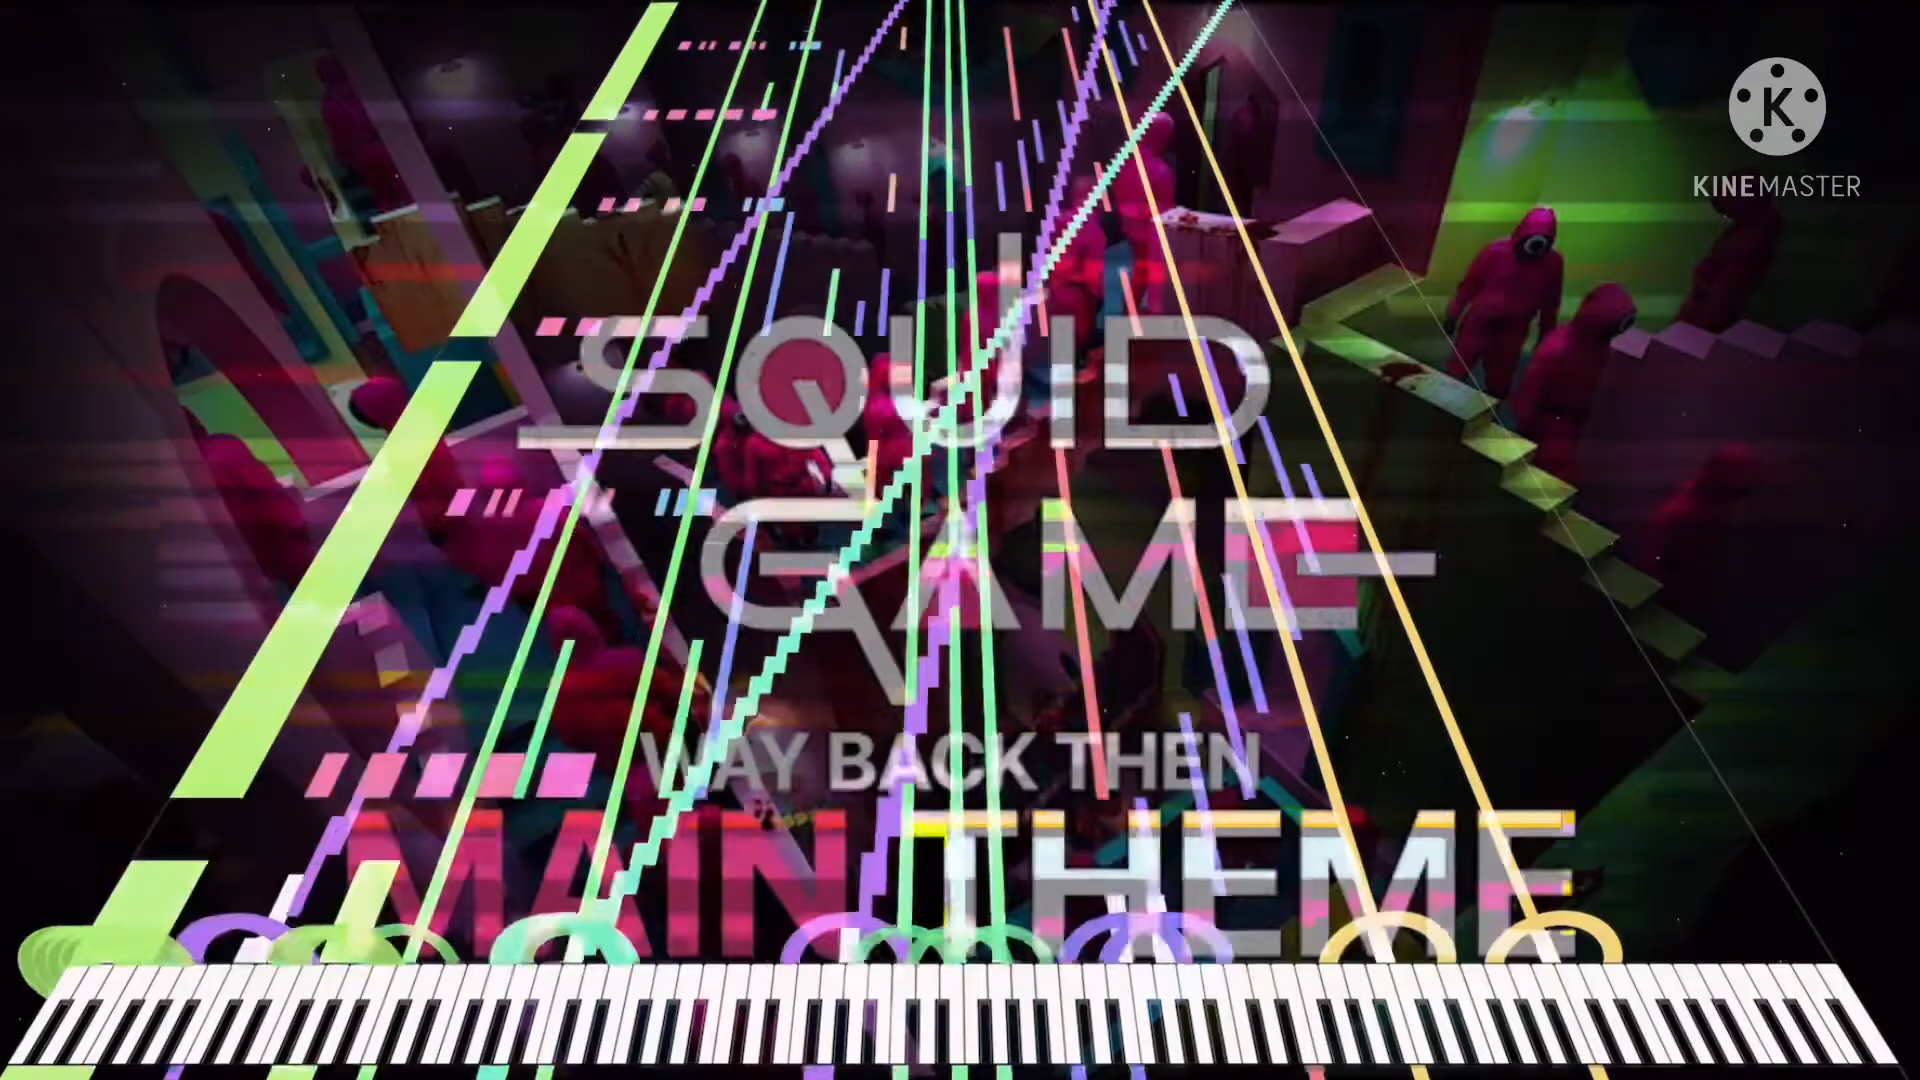 K
KINEMASTER
SQUID
GAME
WAY BACK THEN
MAIN THEME